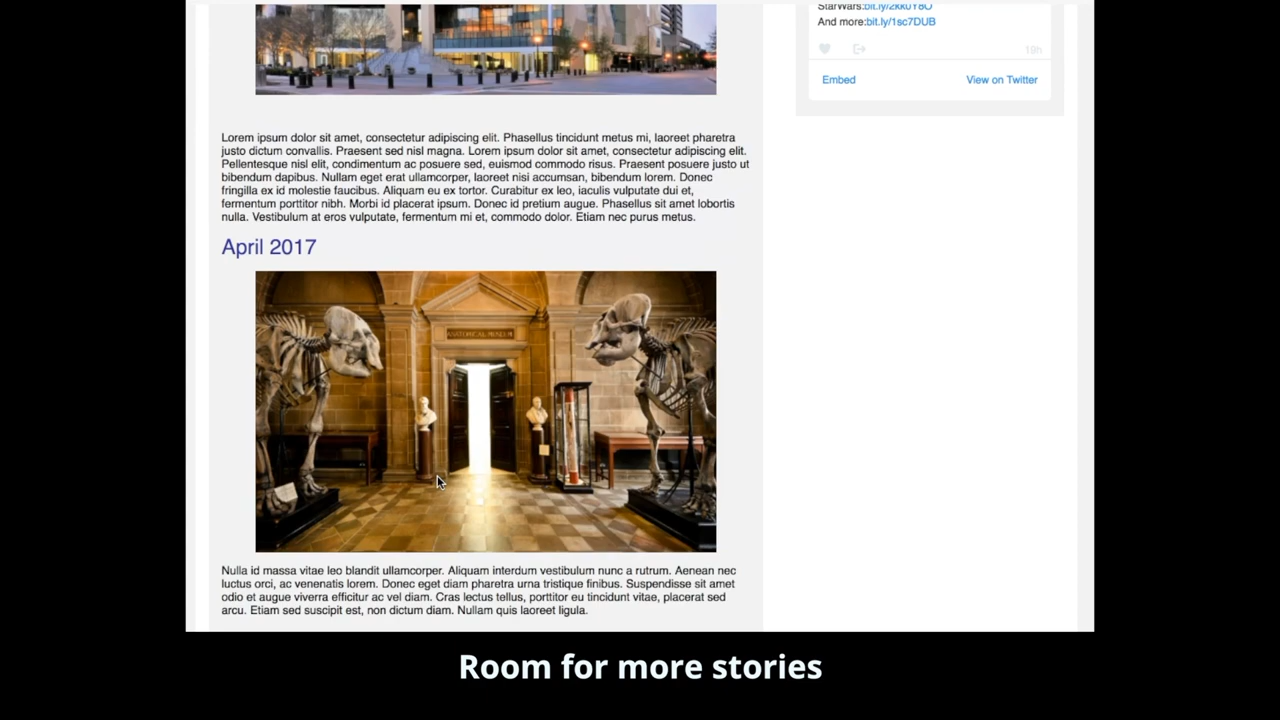 StarWars:bit.ly/2kk0Y8O
And more:bit.ly/1sc7DUB
19h
Embed
View on Twitter
Lorem ipsum dolor sit amet, consectetur adipiscing elit. Phasellus tincidunt metus mi, laoreet pharetra
justo dictum convallis. Praesent sed nisl magna. Lorem ipsum dolor sit amet, consectetur adipiscing elit.
Pellentesque nisl elit, condimentum ac posuere sed, euismod commodo risus. Praesent posuere justo ut
bibendum dapibus. Nullam eget erat ullamcorper, laoreet nisi accumsan, bibendum lorem. Donec
fringilla ex id molestie faucibus. Aliquam eu ex tortor. Curabitur ex leo, iaculis vulputate dui et,
fermentum porttitor nibh. Morbi id placerat ipsum. Donec id pretium augue. Phasellus sit amet lobortis
nulla. Vestibulum at eros vulputate, fermentum mi et, commodo dolor. Etiam nec purus metus.
April 2017
ANATOMICAL MUSEUM
Nulla id massa vitae leo blandit ullamcorper. Aliquam interdum vestibulum nunc a rutrum. Aenean nec
luctus orci, ac venenatis lorem. Donec eget diam pharetra urna tristique finibus. Suspendisse sit amet
odio et augue viverra efficitur ac vel diam. Cras lectus tellus, porttitor eu tincidunt vitae, placerat sed
arcu. Etiam sed suscipit est, non dictum diam. Nullam quis laoreet ligula.
Room for more stories